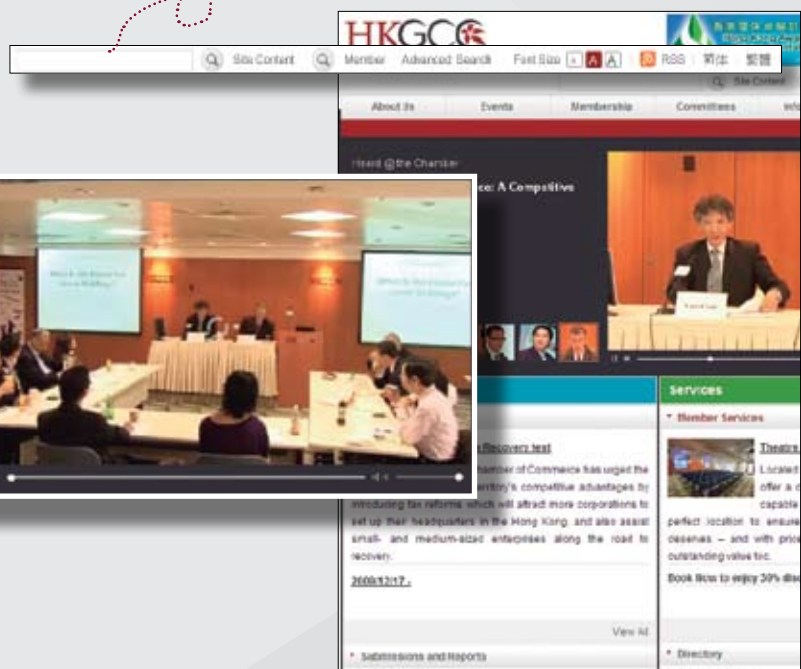 HKGCC
Site Content
Member
Advanced Search
Font Size
A
A
RSS
简体
繁體
Site Content
About Us
Events
Membership
Committees
Heard @the Chamber
ce: A Competitive
Services
Member Services
Recovery
Theatre
hamber of Commerce has urged the
rritory's competitive advantages by
introducing tax reforms which will attract more corporations to
set up their headquarters in the Hong Kong, and also assist
small- and medium-sized enterprises along the road to
recovery.
2009/12/17
Located
offer a c
capable
perfect location to ensure
deserves – and with price
outstanding value too.
Book Now to enjoy 30% disc
View All
Submissions and Reports
Directory